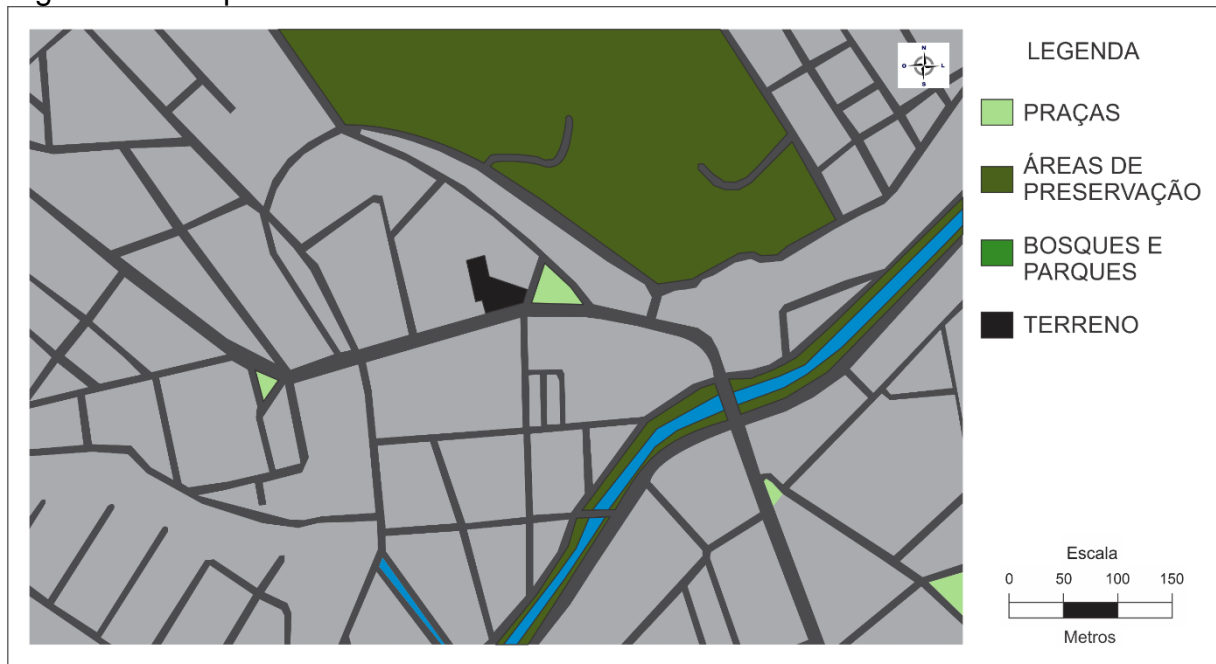 N
O L
S
LEGENDA
PRAÇAS
ÁREAS DE
PRESERVAÇÃO
BOSQUES E
PARQUES
TERRENO
Escala
0 50 100 150
Metros